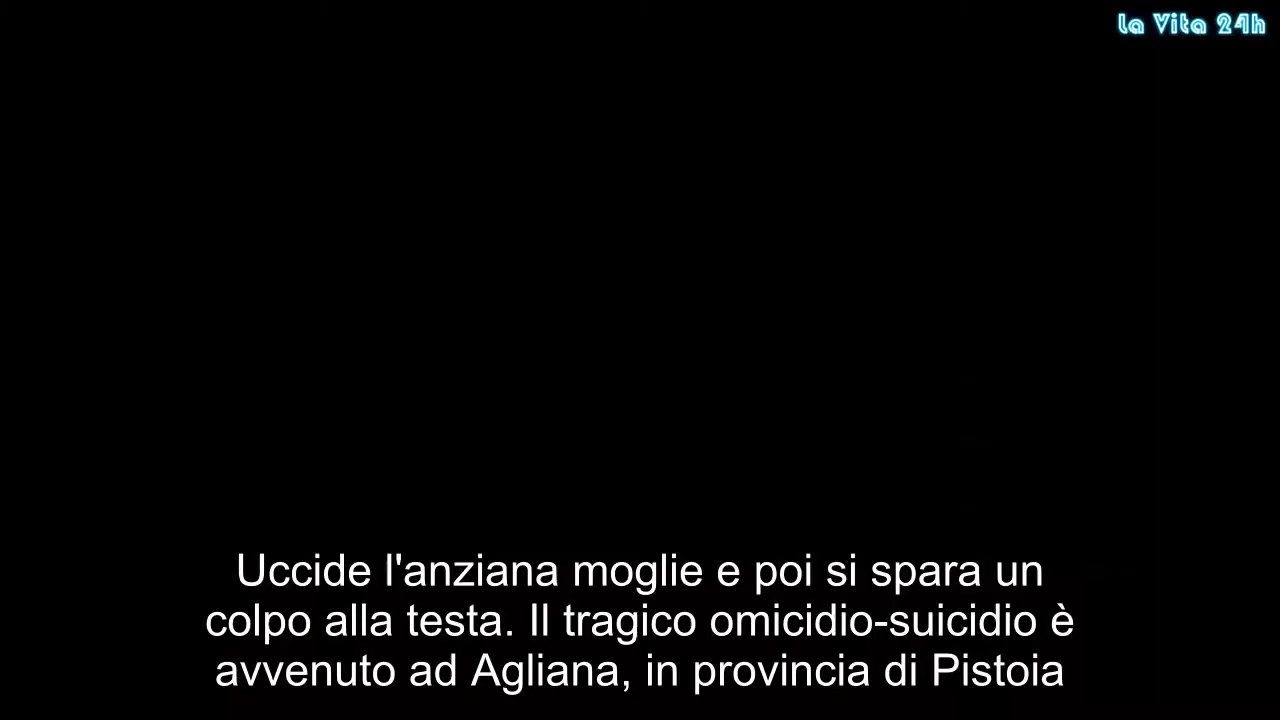 La Vita 24h
Uccide l'anziana moglie e poi si spara un
colpo alla testa. Il tragico omicidio-suicidio è
avvenuto ad Agliana, in provincia di Pistoia